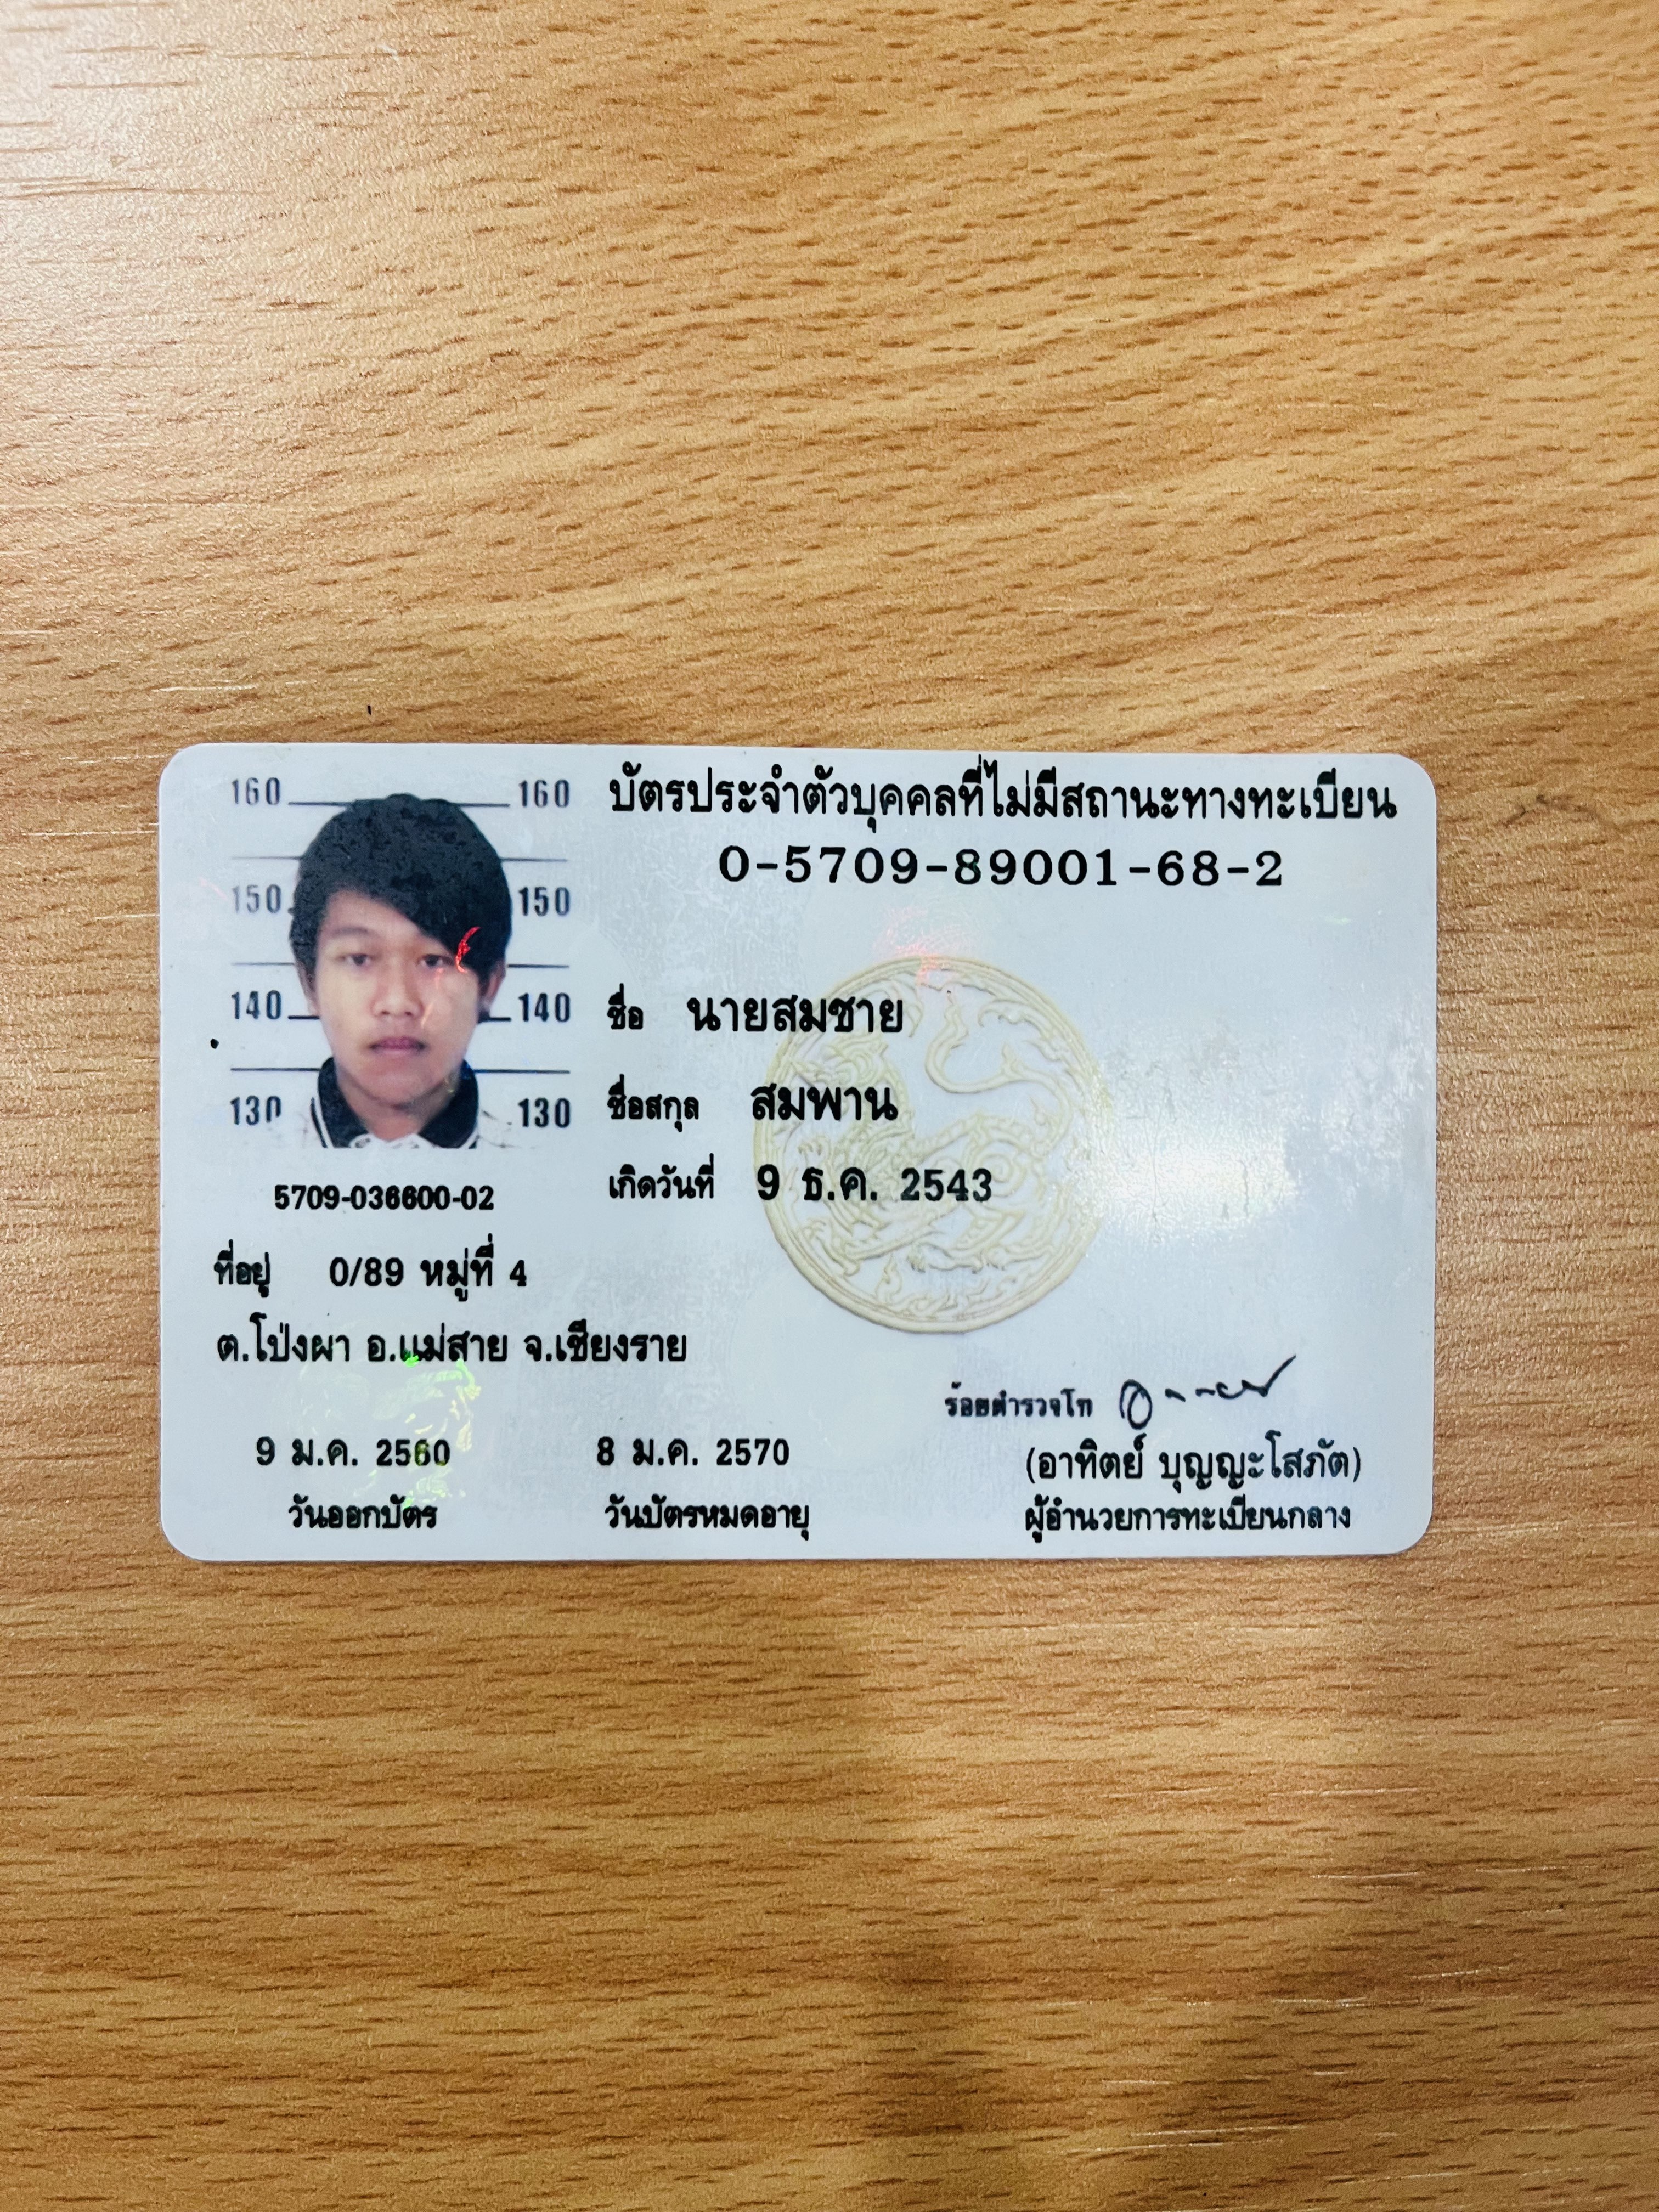 160 160
150 150
140 140
130 130
บัตรประจำตัวบุคคลที่ไม่มีสถานะทางทะเบียน
0-5709-89001-68-2
ชื่อ นายสมชาย
ชื่อสกุล สมพาน
เกิดวันที่ 9 ธ.ค. 2543
5709-036600-02
ที่อยู่ 0/89 หมู่ที่ 4
ต.โป่งผา อ.แม่สาย จ.เชียงราย
9 ม.ค. 2560
วันออกบัตร
8 ม.ค. 2570
วันบัตรหมดอายุ
ร้อยตำรวจโท
(อาทิตย์ บุญญะโสภัต)
ผู้อำนวยการทะเบียนกลาง